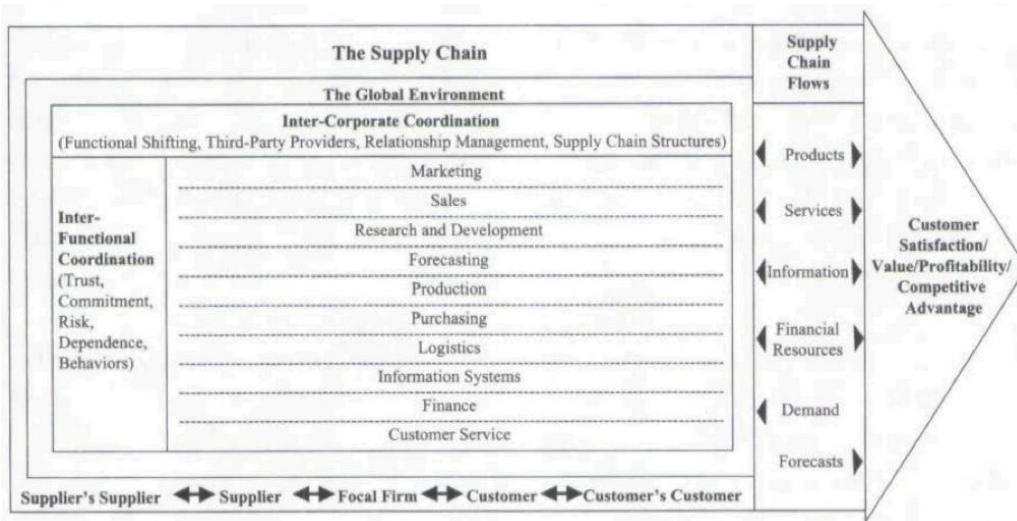 The Supply Chain
Supply
Chain
Flows
The Global Environment
Inter-Corporate Coordination
(Functional Shifting, Third-Party Providers, Relationship Management, Supply Chain Structures)
Inter-
Functional
Coordination
(Trust,
Commitment,
Risk,
Dependence,
Behaviors)
Marketing
Sales
Research and Development
Forecasting
Production
Purchasing
Logistics
Information Systems
Finance
Customer Service
Products
Services
Information
Financial
Resources
Demand
Forecasts
Customer
Satisfaction/
Value/Profitability/
Competitive
Advantage
Supplier's Supplier Supplier Focal Firm Customer Customer's Customer